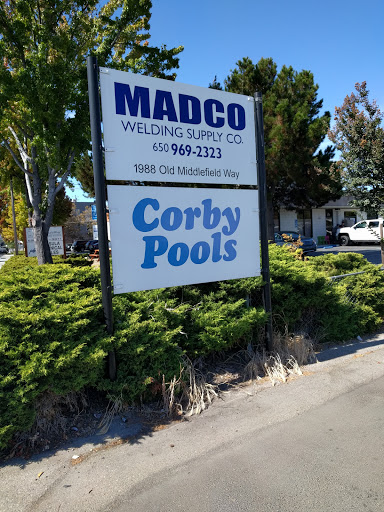 MADCO
WELDING SUPPLY CO.
650 969-2323
1988 Old Middlefield Way
Corby
Pools